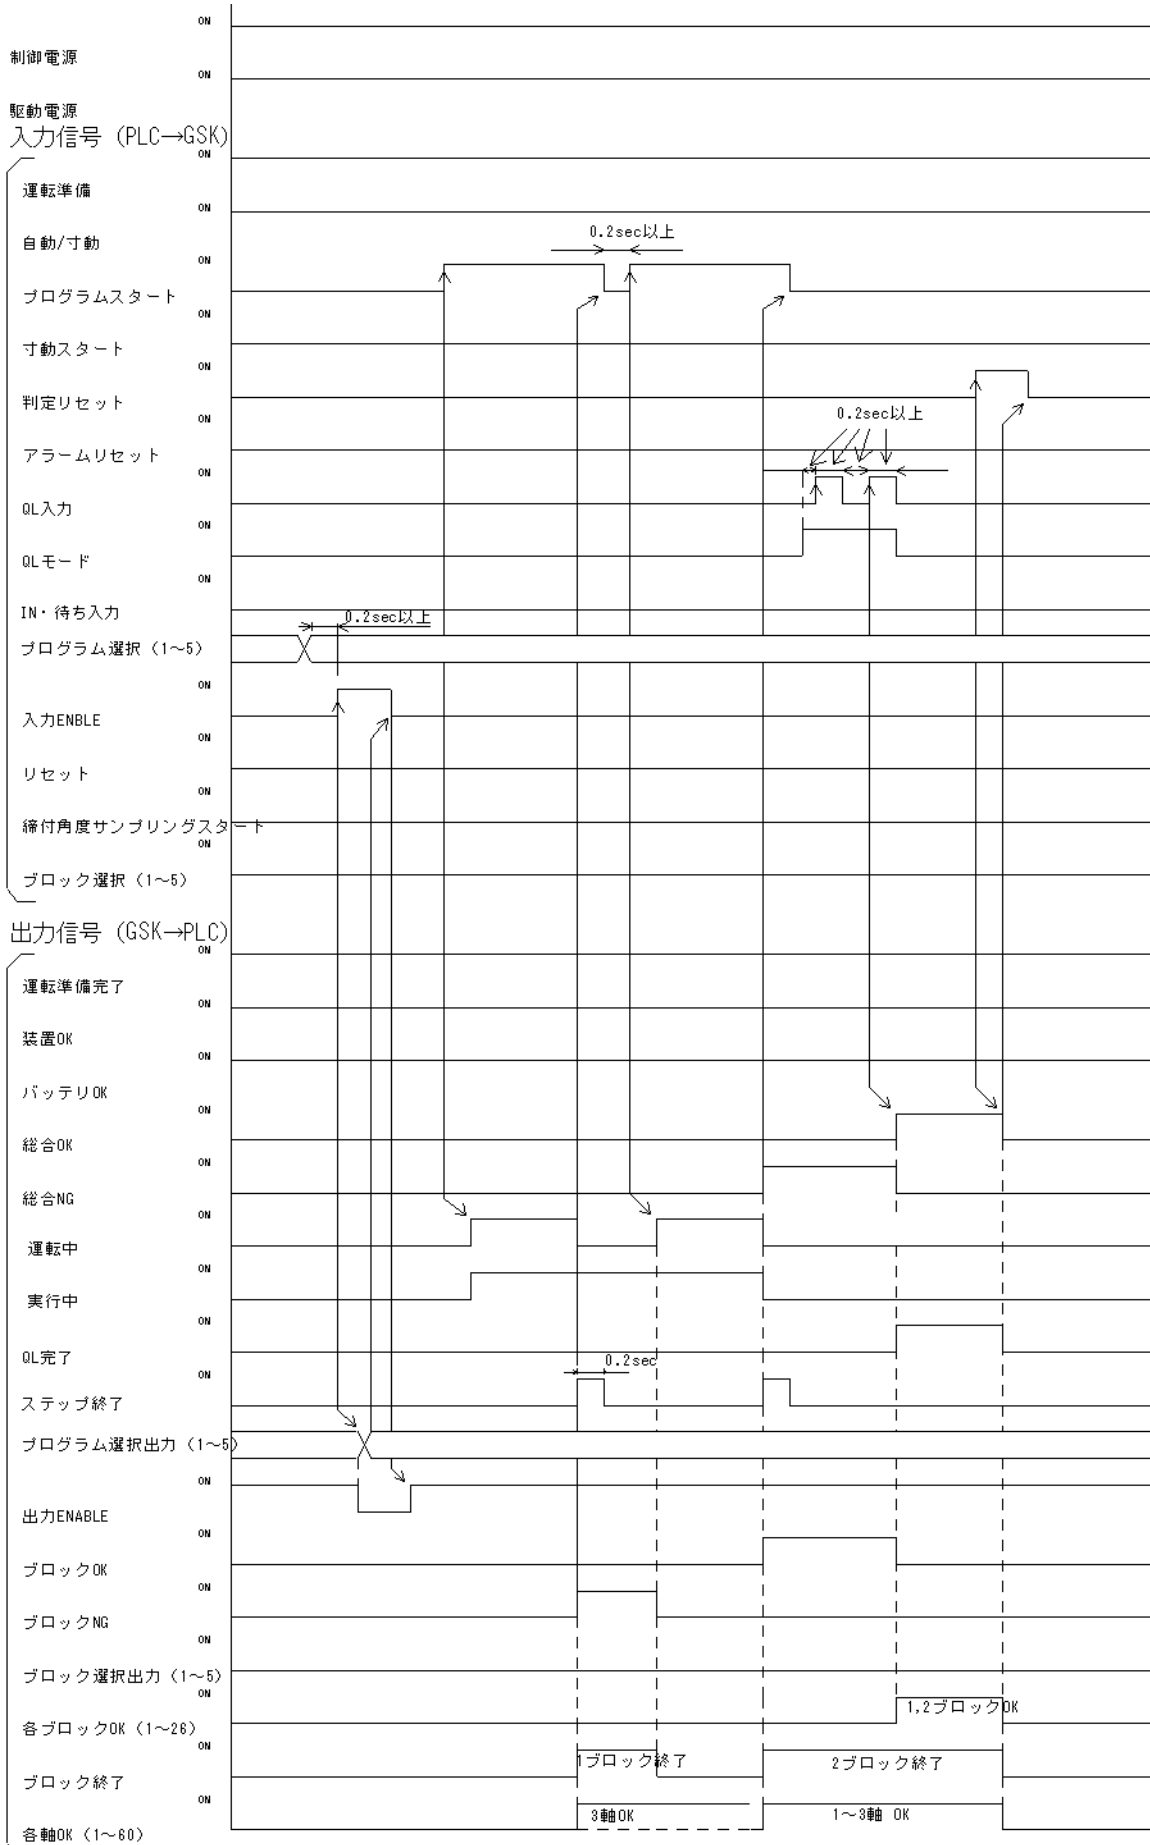 ON
制御電源
ON
駆動電源
入力信号 (PLC→GSK)
ON
運転準備
ON
自動/寸動
0.2sec以上
ON
プログラムスタート
ON
寸動スタート
ON
判定リセット
ON
0.2sec以上
アラームリセット
ON
QL入力
ON
QLモード
ON
IN・待ち入力
0.2sec以上
プログラム選択 (1～5)
ON
入力ENBLE
ON
リセット
ON
締付角度サンプリングスタート
ON
ブロック選択 (1～5)
出力信号 (GSK→PLC)
ON
運転準備完了
ON
装置OK
ON
バッテリOK
ON
総合OK
ON
総合NG
ON
運転中
ON
実行中
ON
QL完了
0.2sec
ON
ステップ終了
プログラム選択出力 (1～5)
ON
出力ENABLE
ON
ブロックOK
ON
ブロックNG
ON
ブロック選択出力 (1～5)
ON
1,2ブロックOK
各ブロックOK (1～26)
ON
1ブロック終了 2ブロック終了
ブロック終了
ON
3軸OK 1～3軸 OK
各軸OK (1～60)